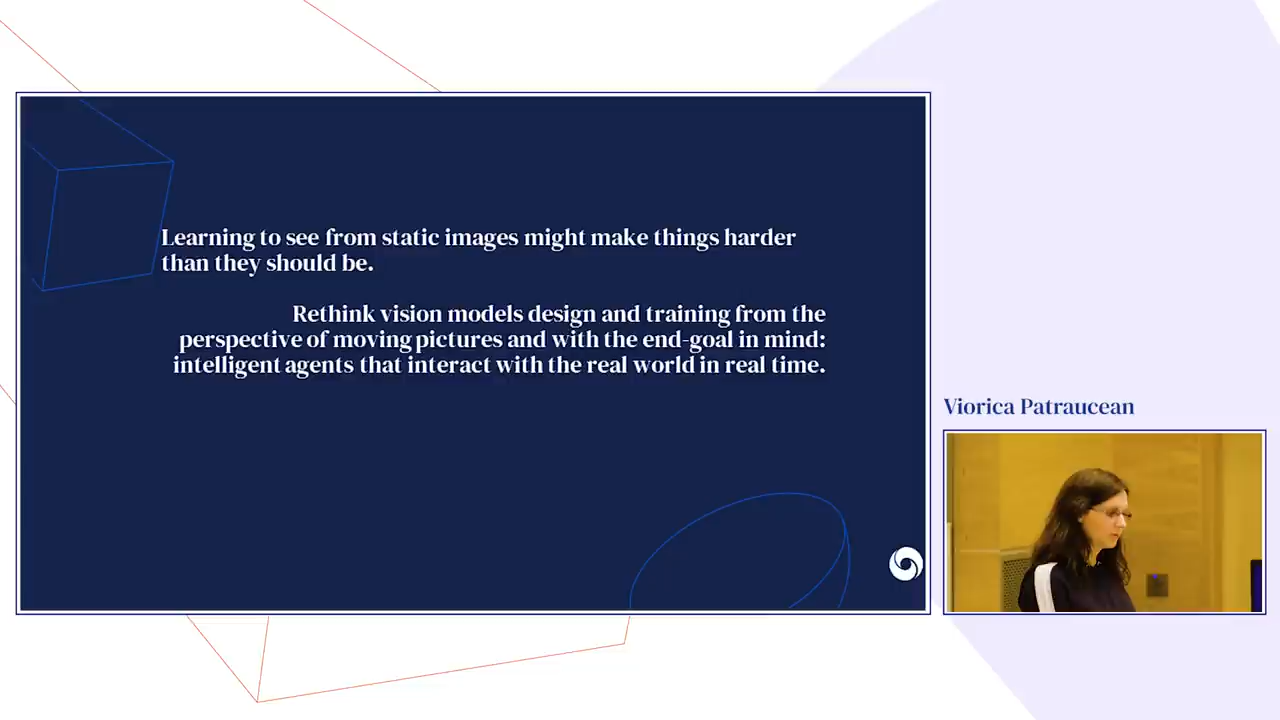 Learning to see from static images might make things harder
than they should be.
Rethink vision models design and training from the
perspective of moving pictures and with the end-goal in mind:
intelligent agents that interact with the real world in real time.
Viorica Patraucean